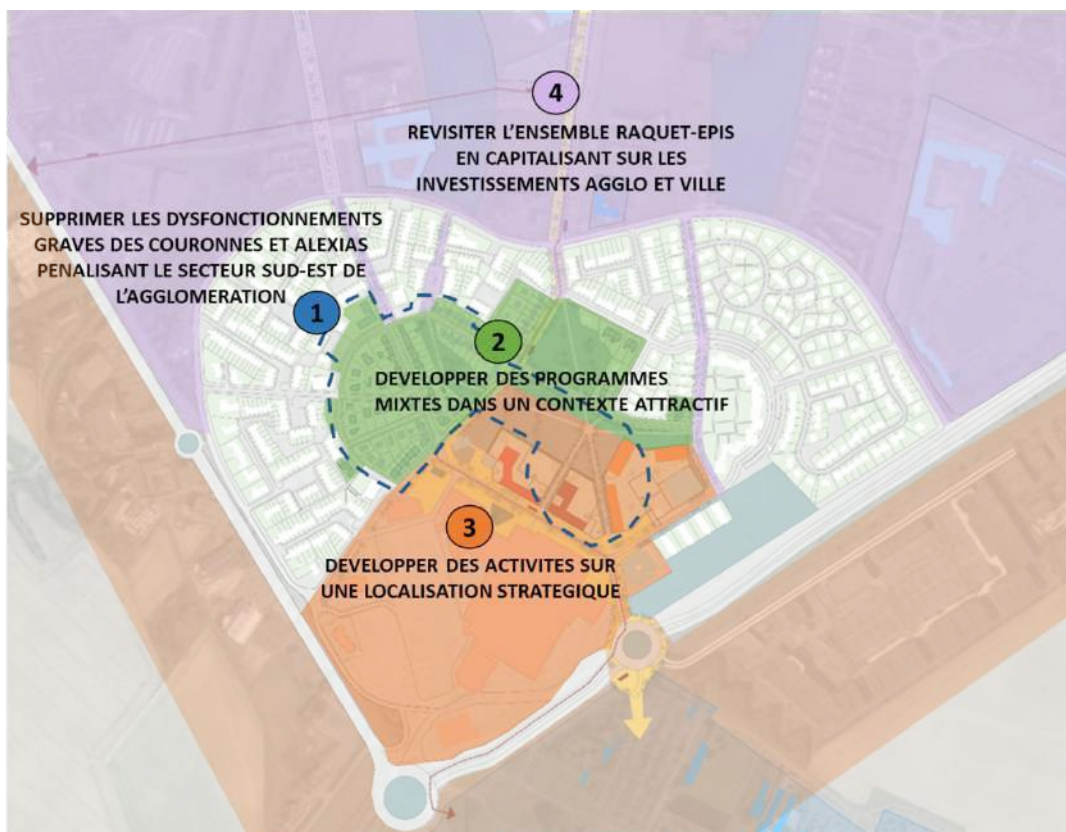 4
REVISITER L'ENSEMBLE RAQUET-EPIS
EN CAPITALISANT SUR LES
INVESTISSEMENTS AGGLO ET VILLE
SUPPRIMER LES DYSFONCTIONNEMENTS
GRAVES DES COURONNES ET ALEXIAS
PENALISANT LE SECTEUR SUD-EST DE
L'AGGLOMERATION
1
2
DEVELOPPER DES PROGRAMMES
MIXTES DANS UN CONTEXTE ATTRACTIF
3
DEVELOPPER DES ACTIVITES SUR
UNE LOCALISATION STRATEGIQUE